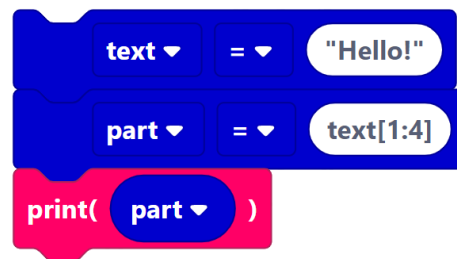 text = "Hello!"
part = text[1:4]
print( part )